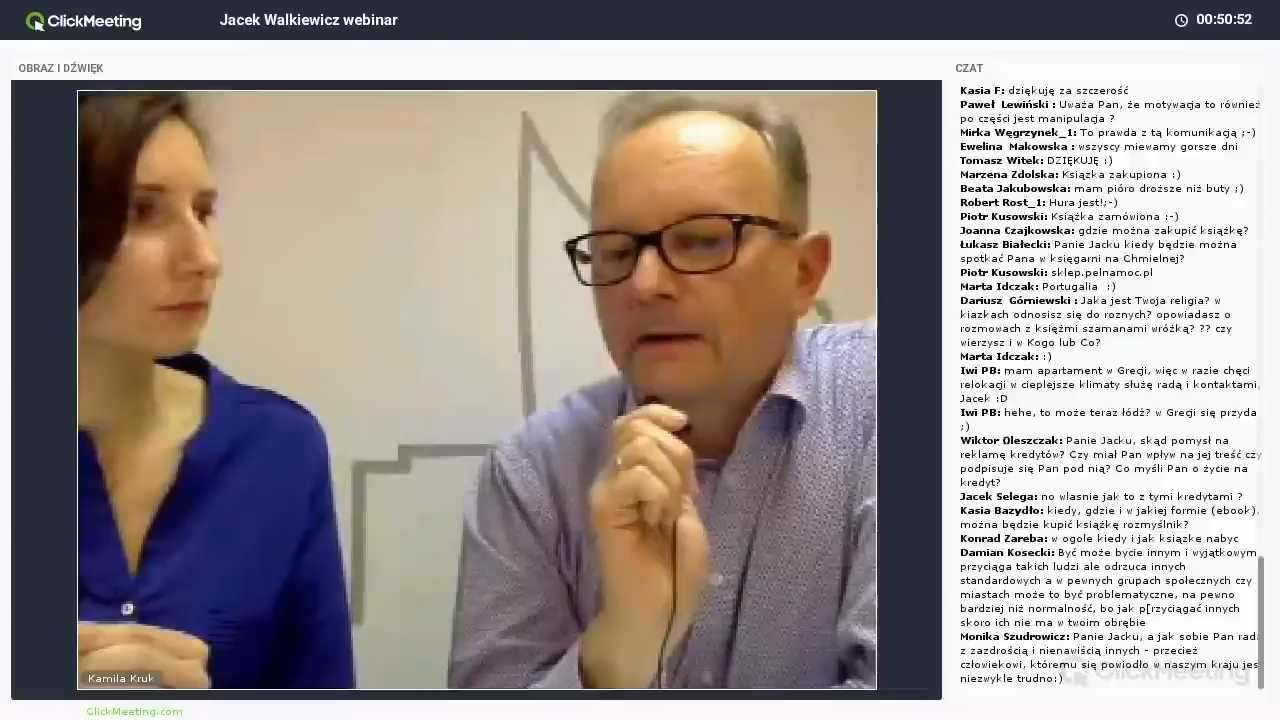 ClickMeeting
Jacek Walkiewicz webinar
00:50:52
OBRAZ I DŹWIĘK
Kamila Kruk
ClickMeeting.com
CZAT
Kasia F: dziękuję za szczerość
Paweł Lewiński : Uważa Pan, że motywacja to również
po części jest manipulacja ?
Mirka Węgrzynek_1: To prawda z tą komunikacją ;-)
Ewelina Makowska : wszyscy miewamy gorsze dni
Tomasz Witek: DZIĘKUJĘ :)
Marzena Zdolska: Ksiązka zakupiona :)
Beata Jakubowska: mam pióro droższe niż buty ;)
Robert Rost_1: Hura jest!;-)
Piotr Kusowski: Książka zamówiona :-)
Joanna Czajkowska: gdzie można zakupić książkę?
Łukasz Białecki: Panie Jacku kiedy będzie można
spotkać Pana w księgarni na Chmielnej?
Piotr Kusowski: sklep.pelnamoc.pl
Marta Idczak: Portugalia :)
Dariusz Górniewski : Jaka jest Twoja religia? w
kiazkach odnosisz się do roznych? opowiadasz o
rozmowach z księżmi szamanami wróżką? ?? czy
wierzysz i w Kogo lub Co?
Marta Idczak: :)
Iwi PB: mam apartament w Grecji, więc w razie chęci
relokacji w cieplejsze klimaty służę radą i kontaktami,
Jacek :D
Iwi PB: hehe, to może teraz łódź? w Grecji się przyda
;)
Wiktor Oleszczak: Panie Jacku, skąd pomysł na
reklamę kredytów? Czy miał Pan wpływ na jej treść,czy
podpisuje się Pan pod nią? Co myśli Pan o życie na
kredyt?
Jacek Selega: no wlasnie jak to z tymi kredytami ?
Kasia Bazydło: kiedy, gdzie i w jakiej formie (ebook),
można będzie kupić książkę rozmyślnik?
Konrad Zareba: w ogole kiedy i jak ksiązke nabyc
Damian Kosecki: Być może bycie innym i wyjątkowym
przyciąga takich ludzi ale odrzuca innych
standardowych a w pewnych grupach społecznych czy
miastach może to być problematyczne, na pewno
bardziej niż normalność, bo jak p[rzyciągać innych
skoro ich nie ma w twoim obrębie
Monika Szudrowicz: Panie Jacku, a jak sobie Pan radz
z zazdrością i nienawiścią innych - przecież
człowiekowi, któremu się powiodło w naszym kraju jes
niezwykle trudno:)
ClickMeeting